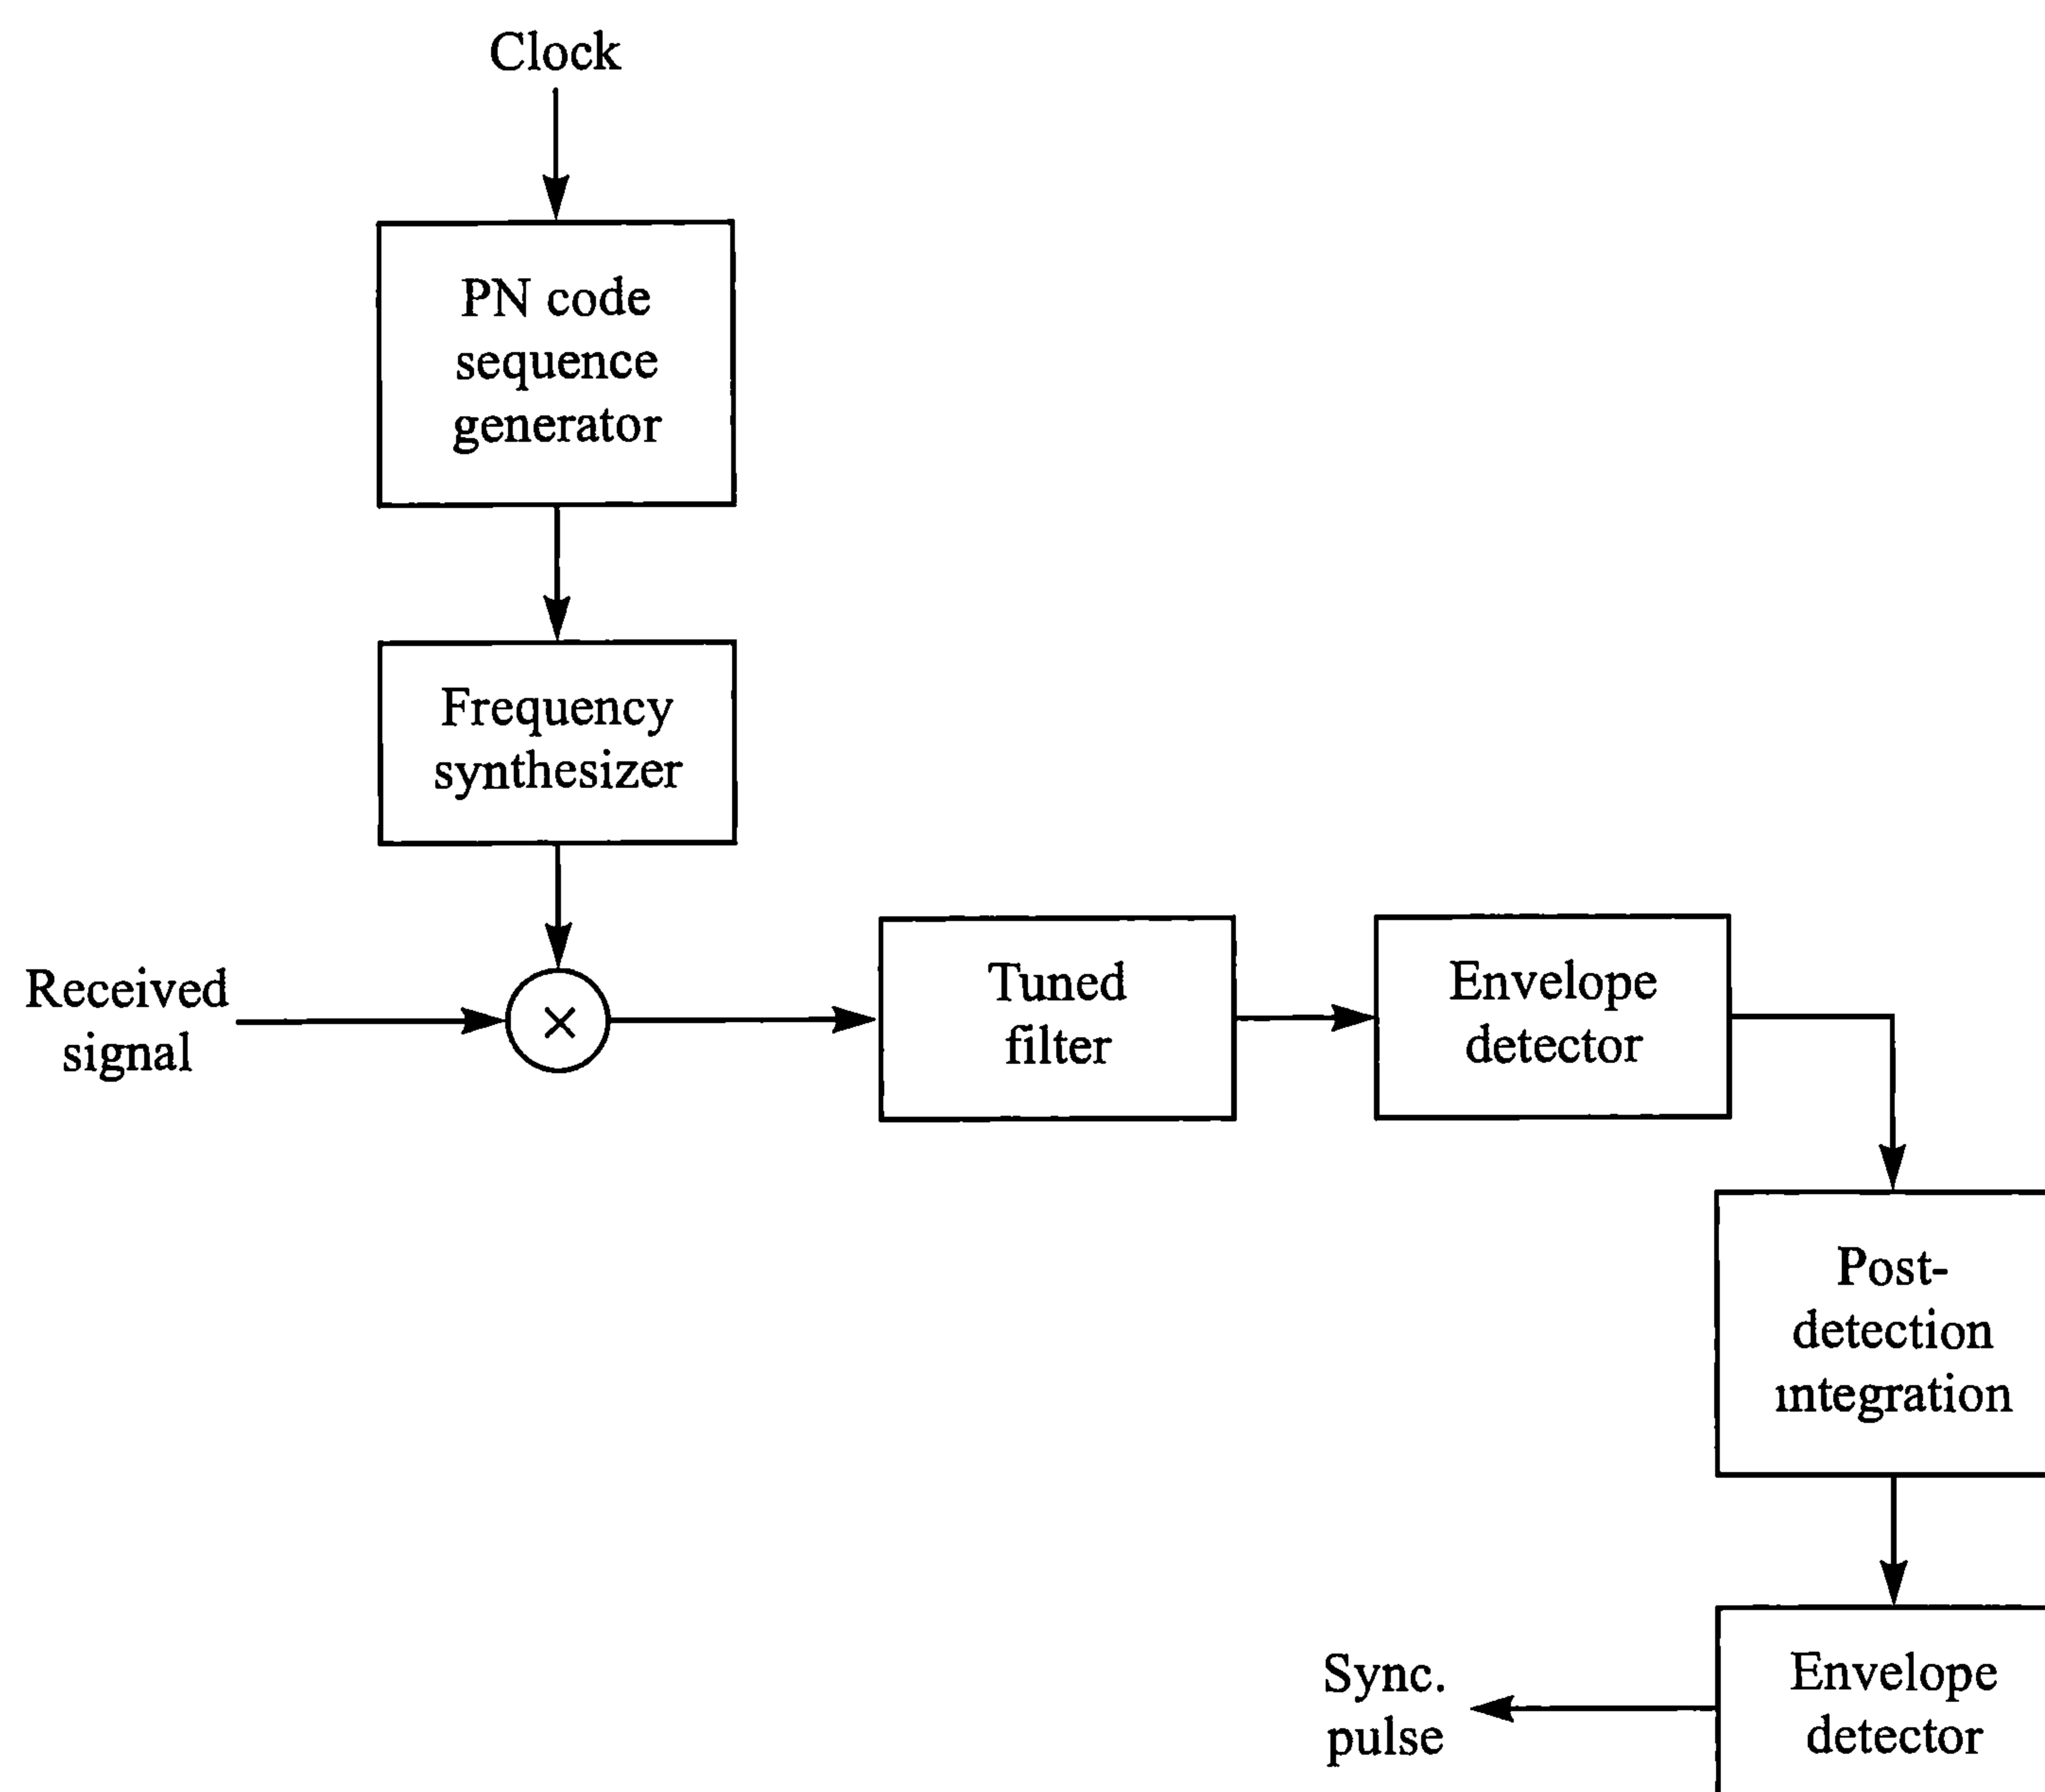 Clock
PN code
sequence
generator
Frequency
synthesizer
Received
signal
×
Tuned
filter
Envelope
detector
Post-
detection
integration
Envelope
detector
Sync.
pulse